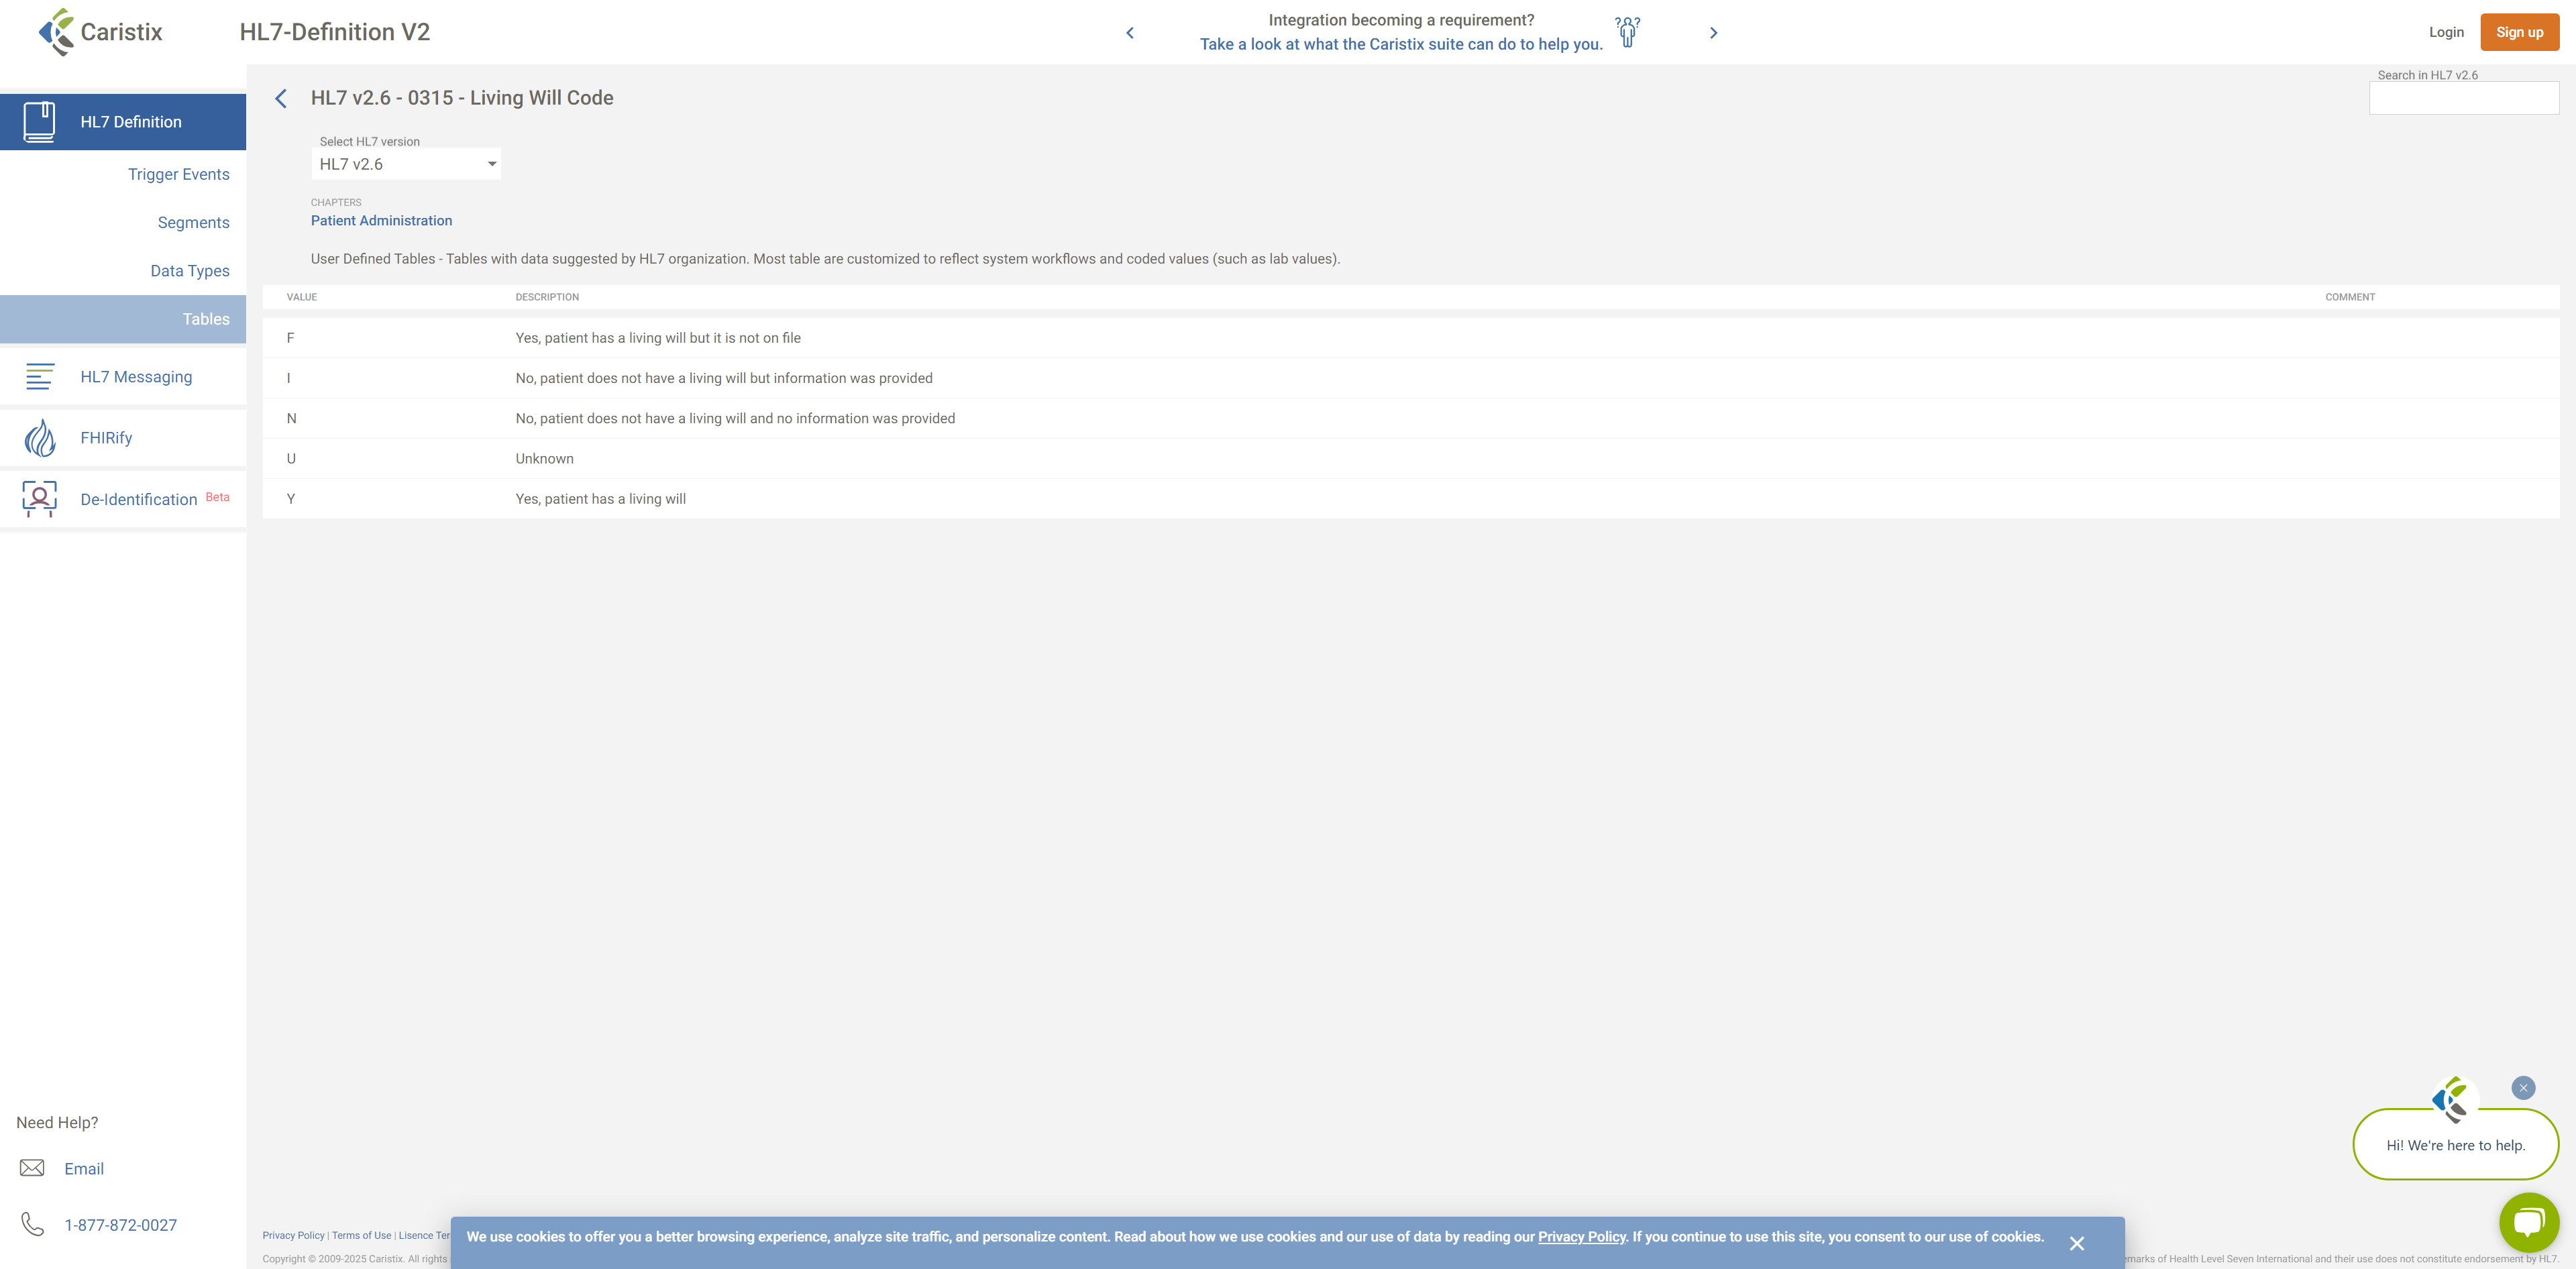 Caristix
HL7-Definition V2
Integration becoming a requirement?
Take a look at what the Caristix suite can do to help you.
Login
Sign up
HL7 Definition
Trigger Events
Segments
Data Types
Tables
HL7 Messaging
FHIRify
De-Identification Beta
Need Help?
Email
1-877-872-0027
HL7 v2.6 - 0315 - Living Will Code
Search in HL7 v2.6
Select HL7 version
HL7 v2.6
CHAPTERS
Patient Administration
User Defined Tables - Tables with data suggested by HL7 organization. Most table are customized to reflect system workflows and coded values (such as lab values).
VALUE DESCRIPTION COMMENT
F Yes, patient has a living will but it is not on file
I No, patient does not have a living will but information was provided
N No, patient does not have a living will and no information was provided
U Unknown
Y Yes, patient has a living will
Hi! We're here to help.
Privacy Policy | Terms of Use | Lisence Ter
We use cookies to offer you a better browsing experience, analyze site traffic, and personalize content. Read about how we use cookies and our use of data by reading our Privacy Policy. If you continue to use this site, you consent to our use of cookies.
Copyright © 2009-2025 Caristix. All rights
emarks of Health Level Seven International and their use does not constitute endorsement by HL7.